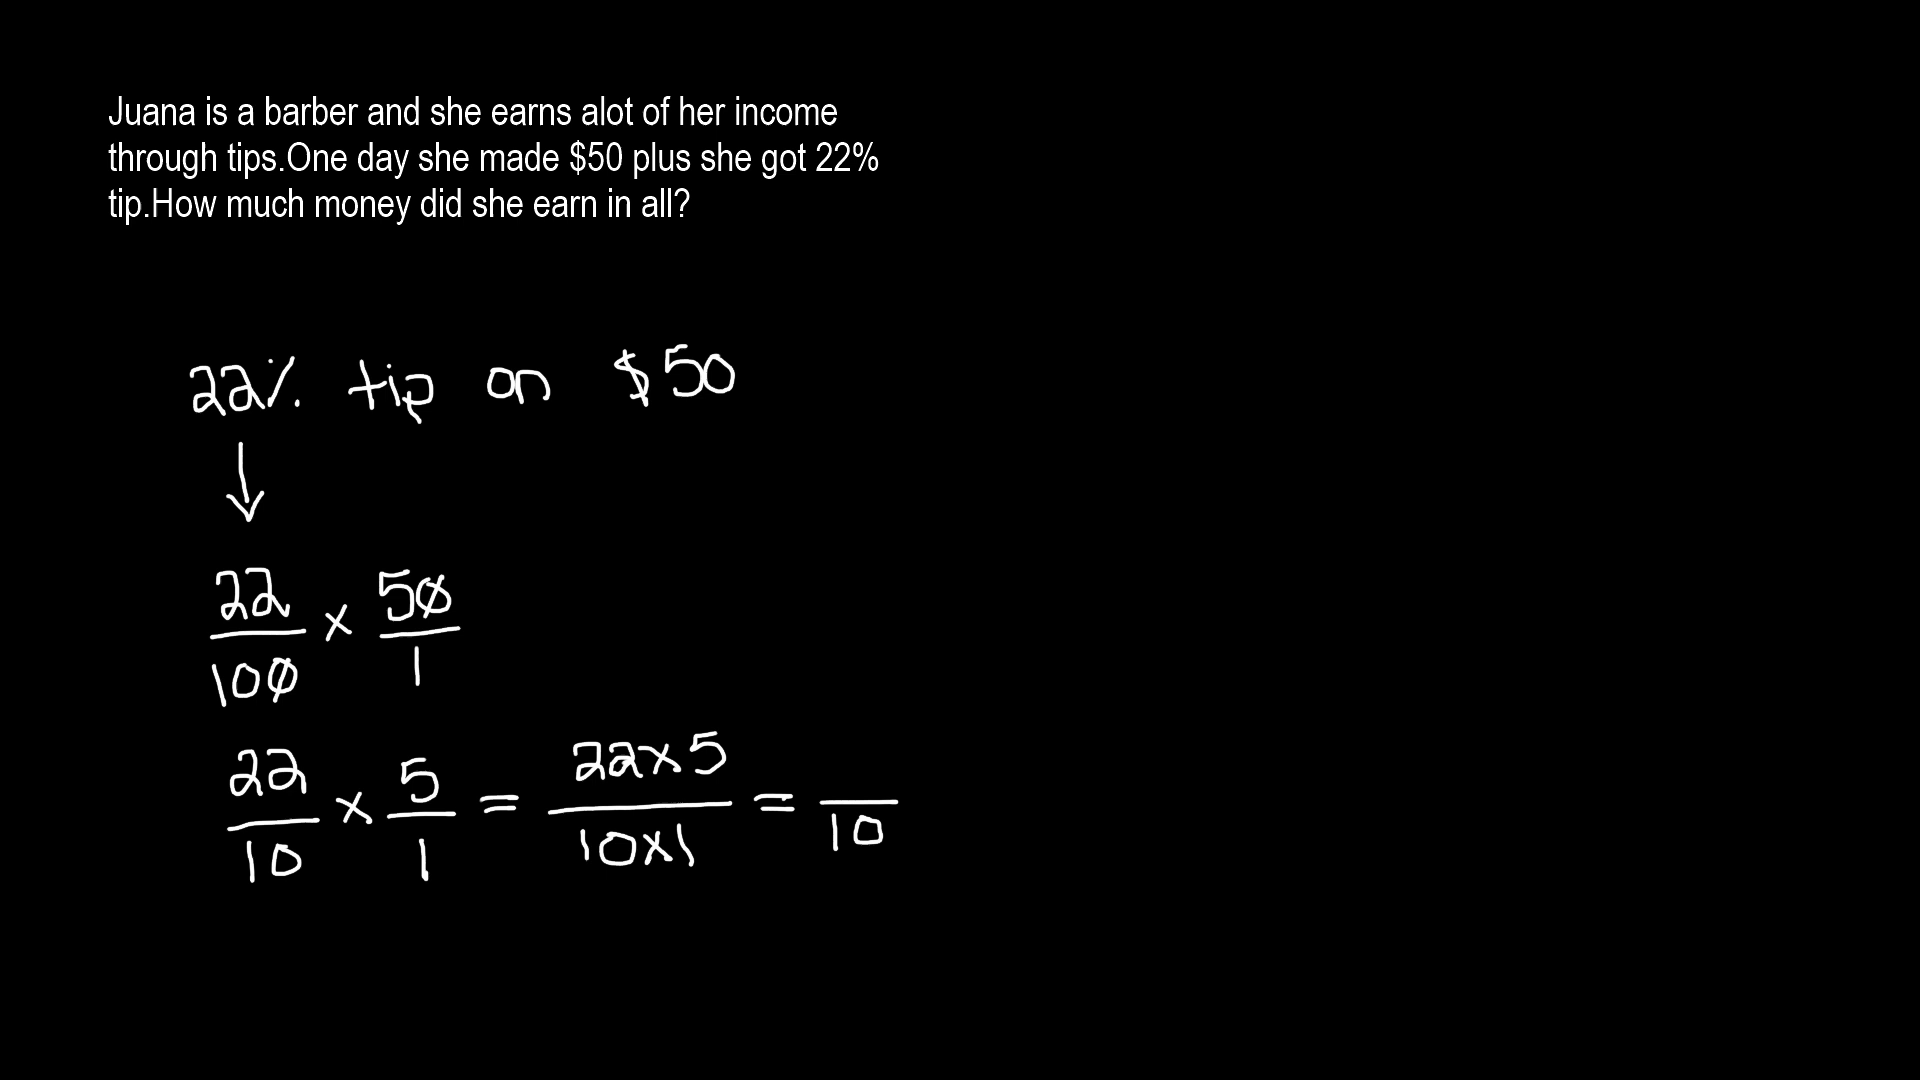 Juana is a barber and she earns alot of her income
through tips.One day she made $50 plus she got 22%
tip.How much money did she earn in all?
22% tip on $50
↓
22/100 x 50/1
22/10 x 5/1 = 22x5/10x1 = /10